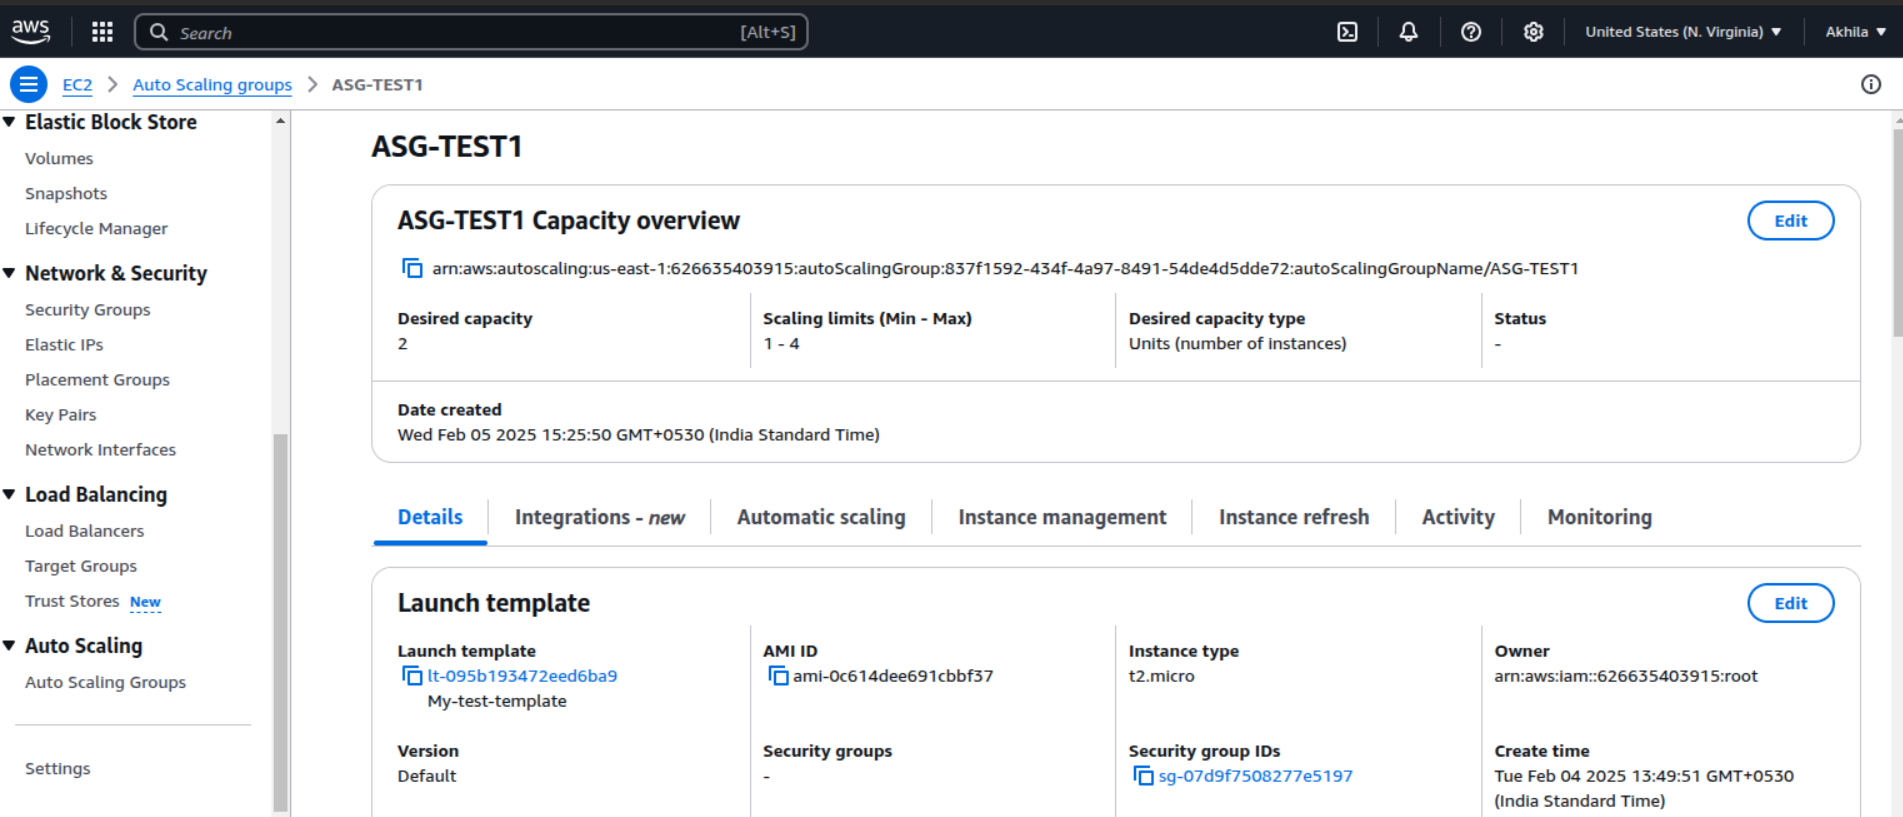 aws
Search [Alt+S]
United States (N. Virginia)
Akhila
EC2 Auto Scaling groups ASG-TEST1
Elastic Block Store
Volumes
Snapshots
Lifecycle Manager
Network & Security
Security Groups
Elastic IPs
Placement Groups
Key Pairs
Network Interfaces
Load Balancing
Load Balancers
Target Groups
Trust Stores New
Auto Scaling
Auto Scaling Groups
Settings
ASG-TEST1
ASG-TEST1 Capacity overview
Edit
arn:aws:autoscaling:us-east-1:626635403915:autoScalingGroup:837f1592-434f-4a97-8491-54de4d5dde72:autoScalingGroupName/ASG-TEST1
Desired capacity
2
Scaling limits (Min - Max)
1 - 4
Desired capacity type
Units (number of instances)
Status
-
Date created
Wed Feb 05 2025 15:25:50 GMT+0530 (India Standard Time)
Details
Integrations - new
Automatic scaling
Instance management
Instance refresh
Activity
Monitoring
Launch template
Edit
Launch template
lt-095b193472eed6ba9
My-test-template
AMI ID
ami-0c614dee691cbbf37
Instance type
t2.micro
Owner
arn:aws:iam::626635403915:root
Version
Default
Security groups
-
Security group IDs
sg-07d9f7508277e5197
Create time
Tue Feb 04 2025 13:49:51 GMT+0530
(India Standard Time)